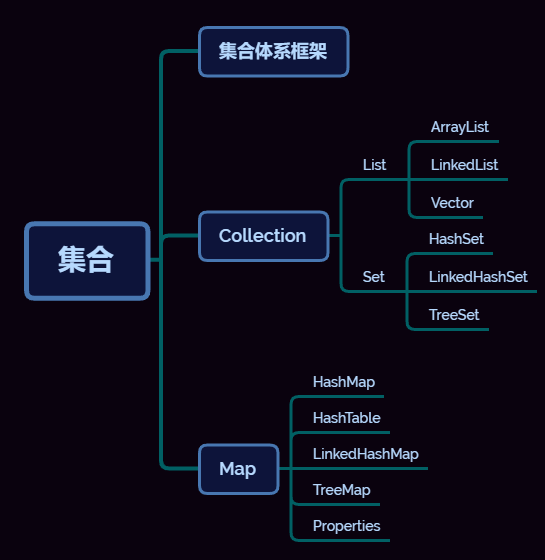 集合体系框架
集合
Collection
List
ArrayList
LinkedList
Vector
Set
HashSet
LinkedHashSet
TreeSet
Map
HashMap
HashTable
LinkedHashMap
TreeMap
Properties